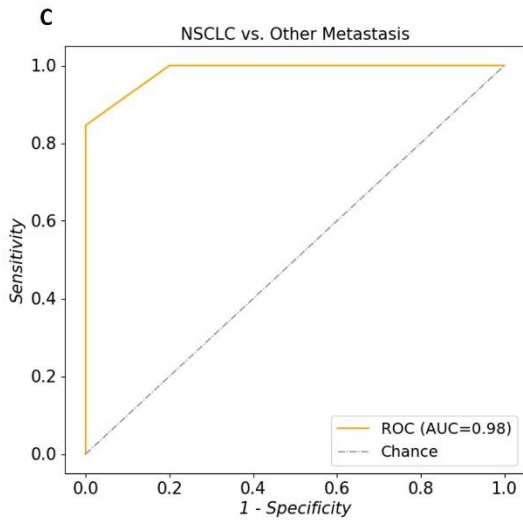 C
NSCLC vs. Other Metastasis
1.0
0.8
0.6
0.4
0.2
0.0
Sensitivity
ROC (AUC=0.98)
Chance
0.0 0.2 0.4 0.6 0.8 1.0
1 - Specificity